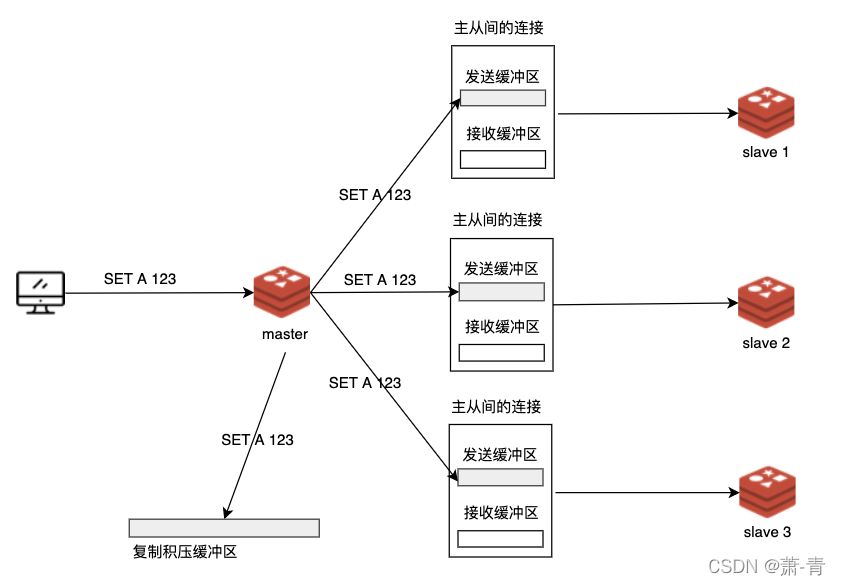 主从间的连接
发送缓冲区
接收缓冲区
slave 1
SET A 123
主从间的连接
发送缓冲区
接收缓冲区
slave 2
SET A 123
SET A 123
master
SET A 123
主从间的连接
发送缓冲区
接收缓冲区
slave 3
SET A 123
复制积压缓冲区
CSDN @萧-青